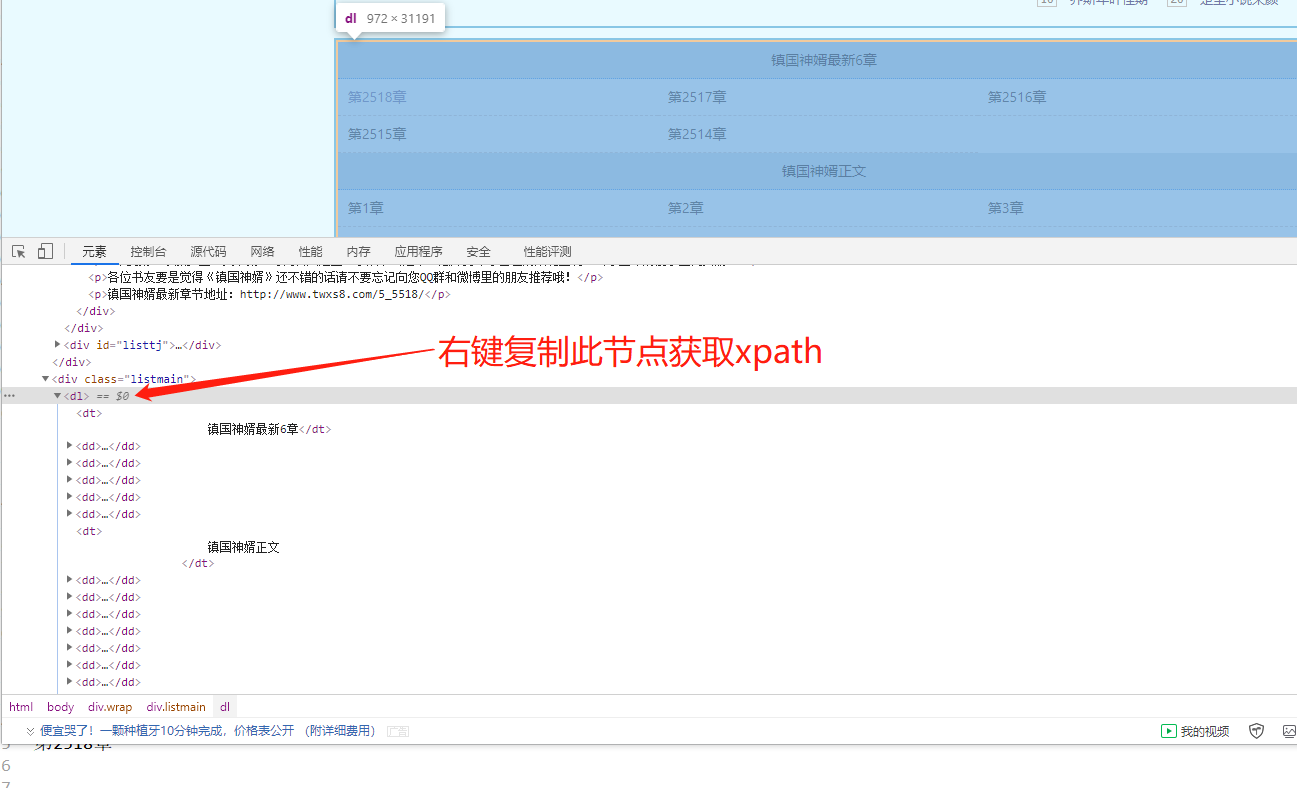 dl 972 × 31191
镇国神婿最新6章
第2518章 第2517章 第2516章
第2515章 第2514章
镇国神婿正文
第1章 第2章 第3章
元素 控制台 源代码 网络 性能 内存 应用程序 安全 性能评测
<p>各位书友要是觉得《镇国神婿》还不错的话请不要忘记向您QQ群和微博里的朋友推荐哦！</p>
<p>镇国神婿最新章节地址：http://www.twxs8.com/5_5518/</p>
</div>
</div>
<div id="listtj">…</div>
</div>
右键复制此节点获取xpath
<div class="listmain">
<dl> == $0
<dt>
镇国神婿最新6章</dt>
<dd>…</dd>
<dd>…</dd>
<dd>…</dd>
<dd>…</dd>
<dd>…</dd>
<dt>
镇国神婿正文
</dt>
<dd>…</dd>
<dd>…</dd>
<dd>…</dd>
<dd>…</dd>
<dd>…</dd>
<dd>…</dd>
<dd>…</dd>
html body div.wrap div.listmain dl
便宜哭了！一颗种植牙10分钟完成，价格表公开 （附详细费用） 广告 我的视频
第2518章
6
7